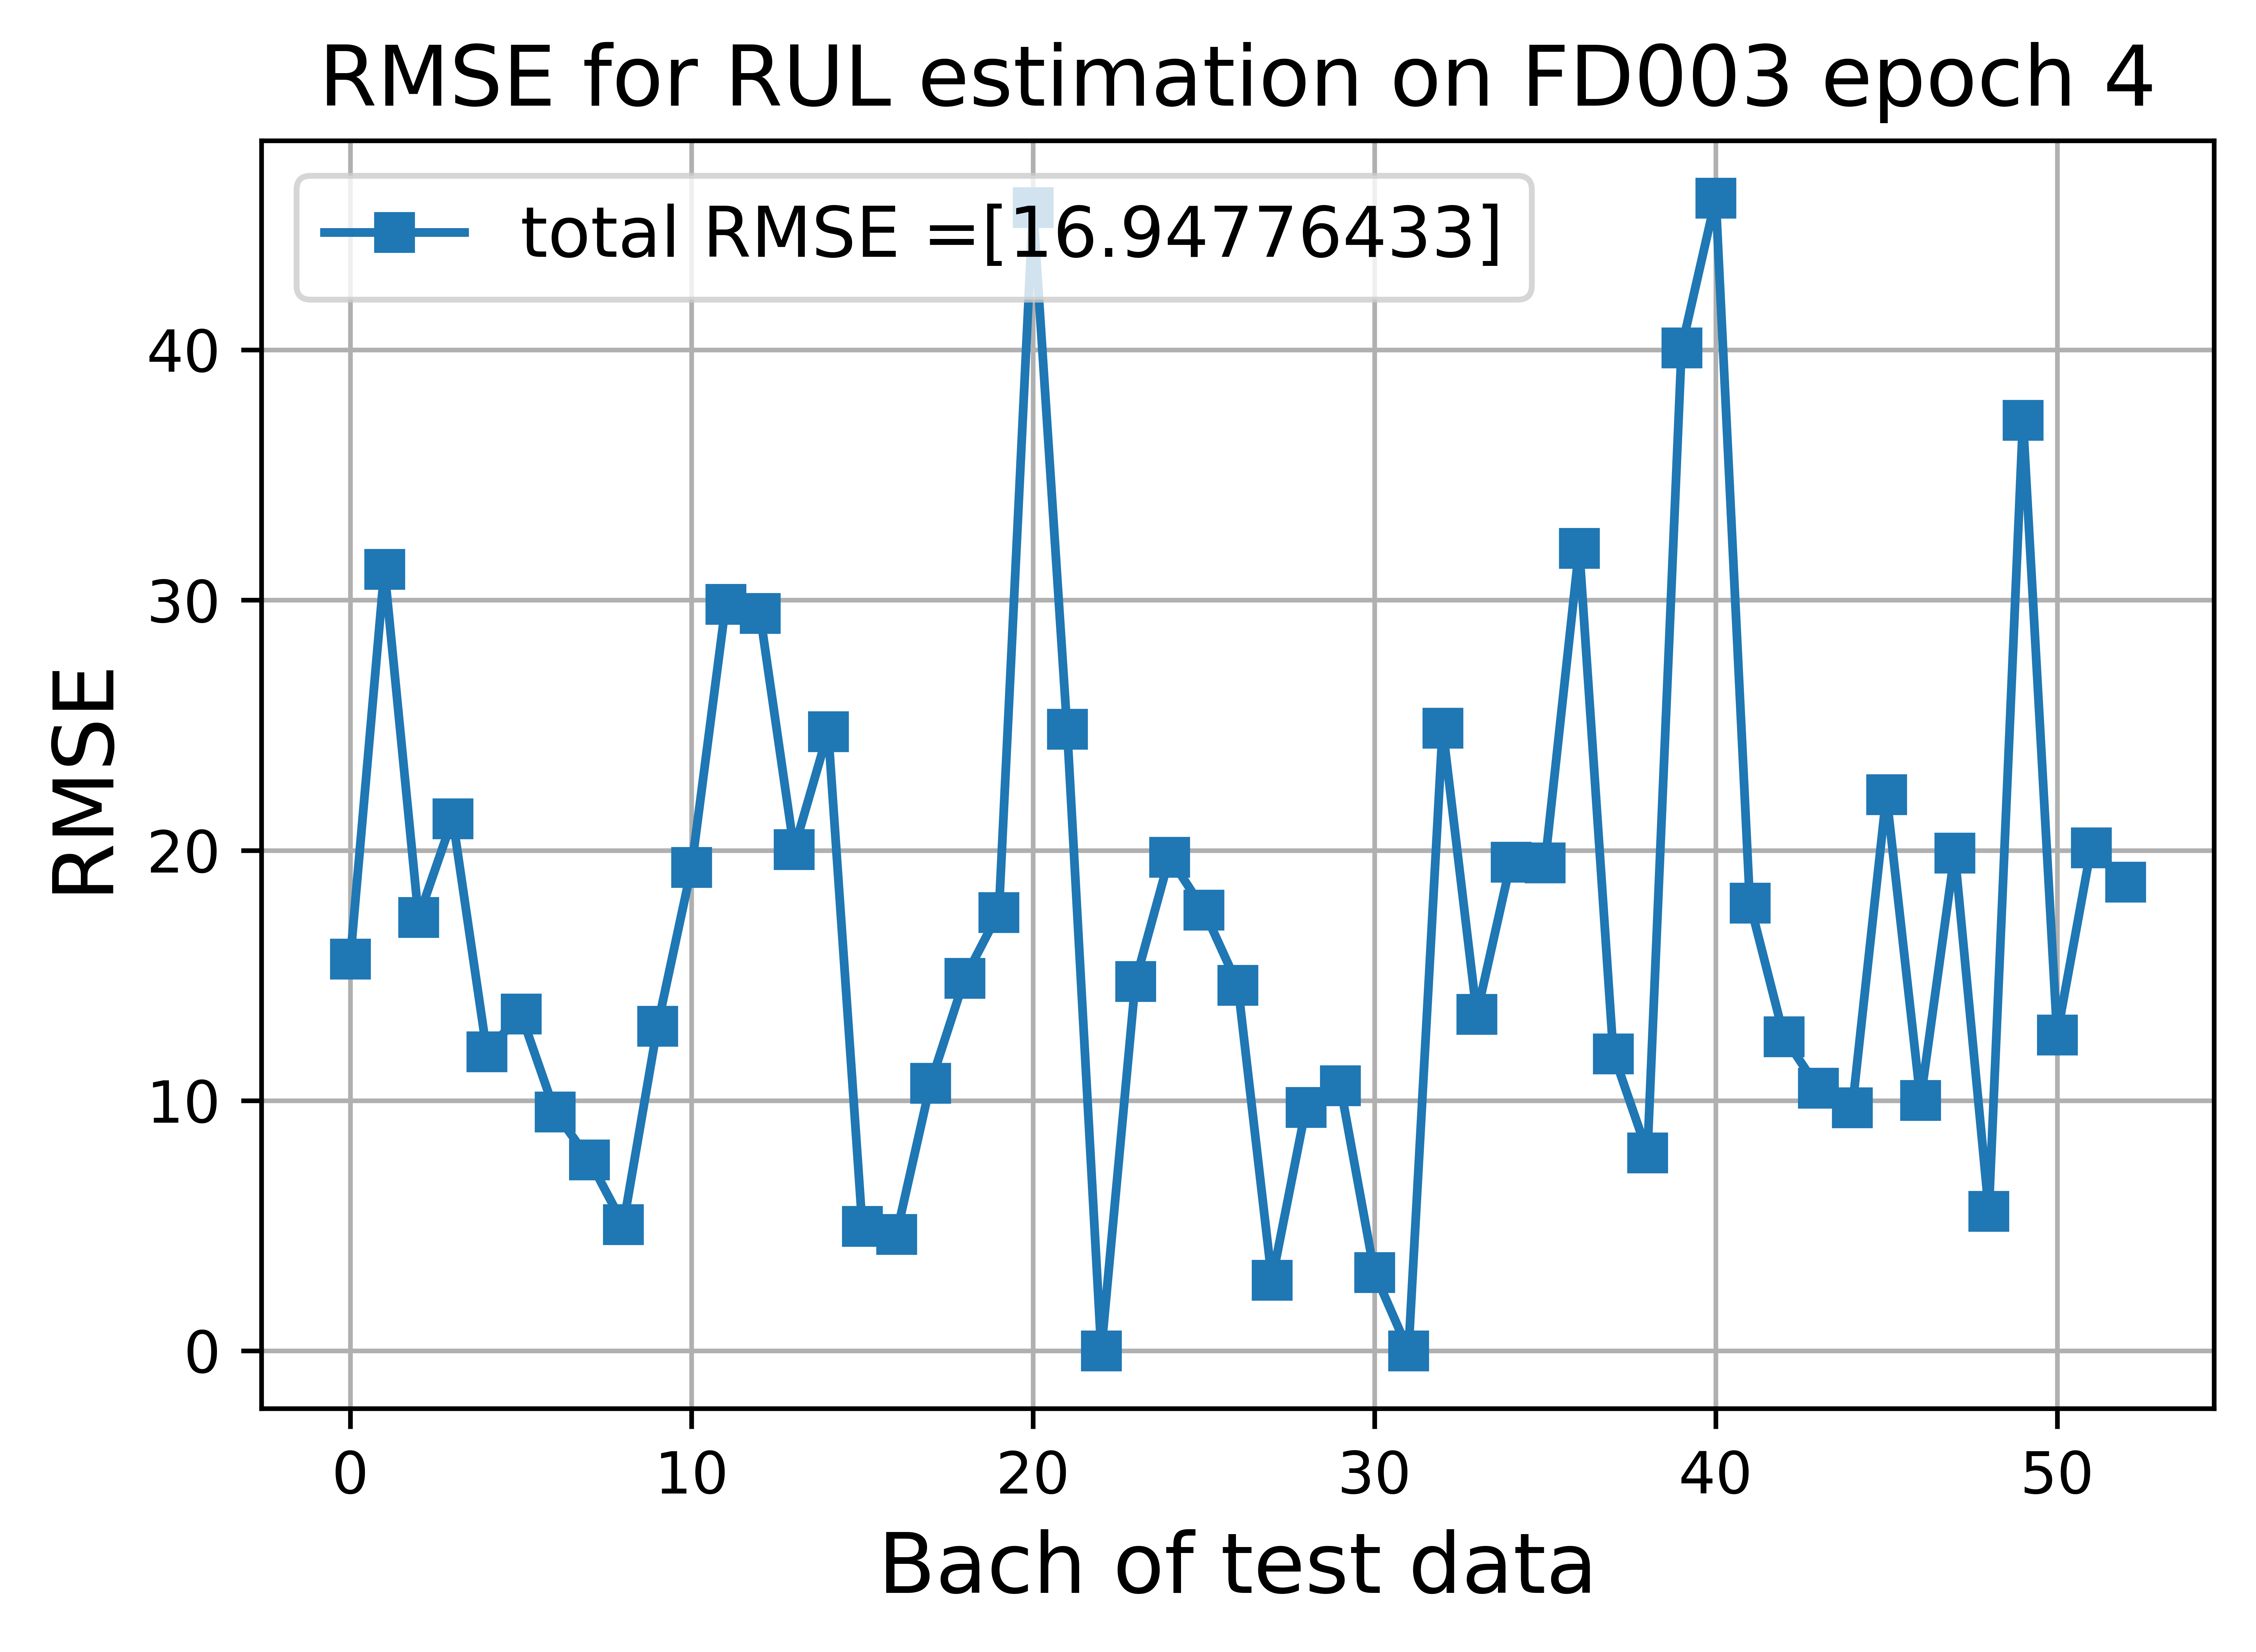 RMSE for RUL estimation on FD003 epoch 4
total RMSE =[16.94776433]
RMSE
40
30
20
10
0
0 10 20 30 40 50
Bach of test data